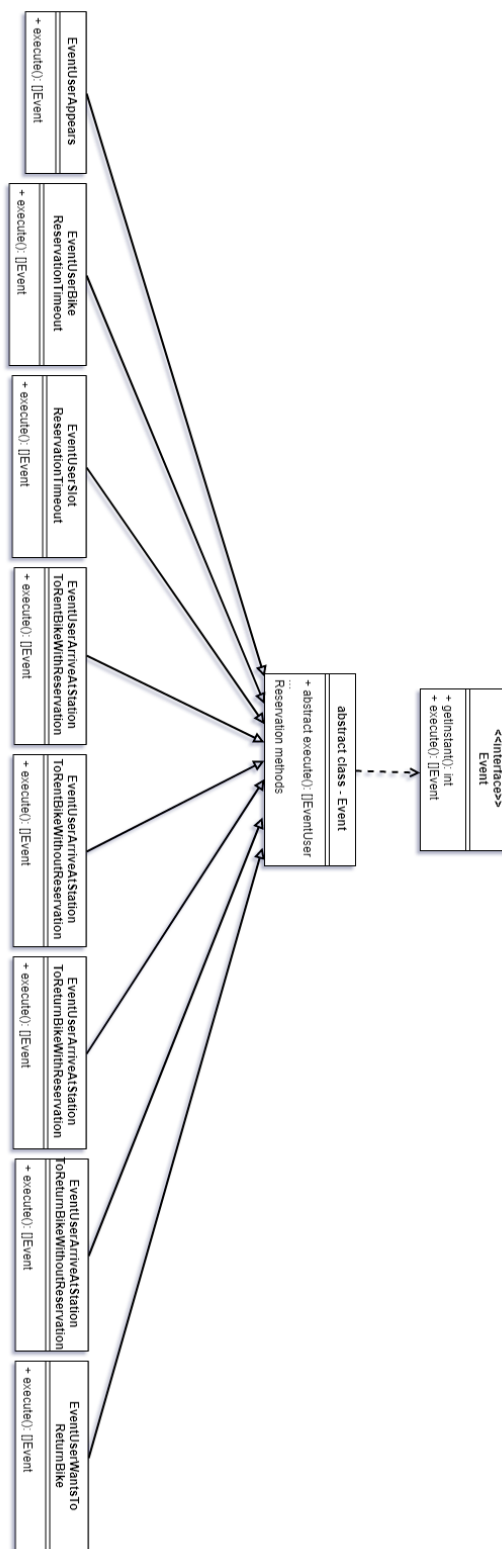 <<interface>>
Event
+ getInstant(): int
+ execute(): []Event
abstract class - Event
+ abstract execute(): []EventUser
...
Reservation methods
EventUserAppears
+ execute(): []Event
EventUserBike
ReservationTimeout
+ execute(): []Event
EventUserSlot
ReservationTimeout
+ execute(): []Event
EventUserArriveAtStation
ToRentBikeWithReservation
+ execute(): []Event
EventUserArriveAtStation
ToRentBikeWithoutReservation
+ execute(): []Event
EventUserArriveAtStation
ToReturnBikeWithReservation
+ execute(): []Event
EventUserArriveAtStation
ToReturnBikeWithoutReservation
+ execute(): []Event
EventUserWantsTo
ReturnBike
+ execute(): []Event